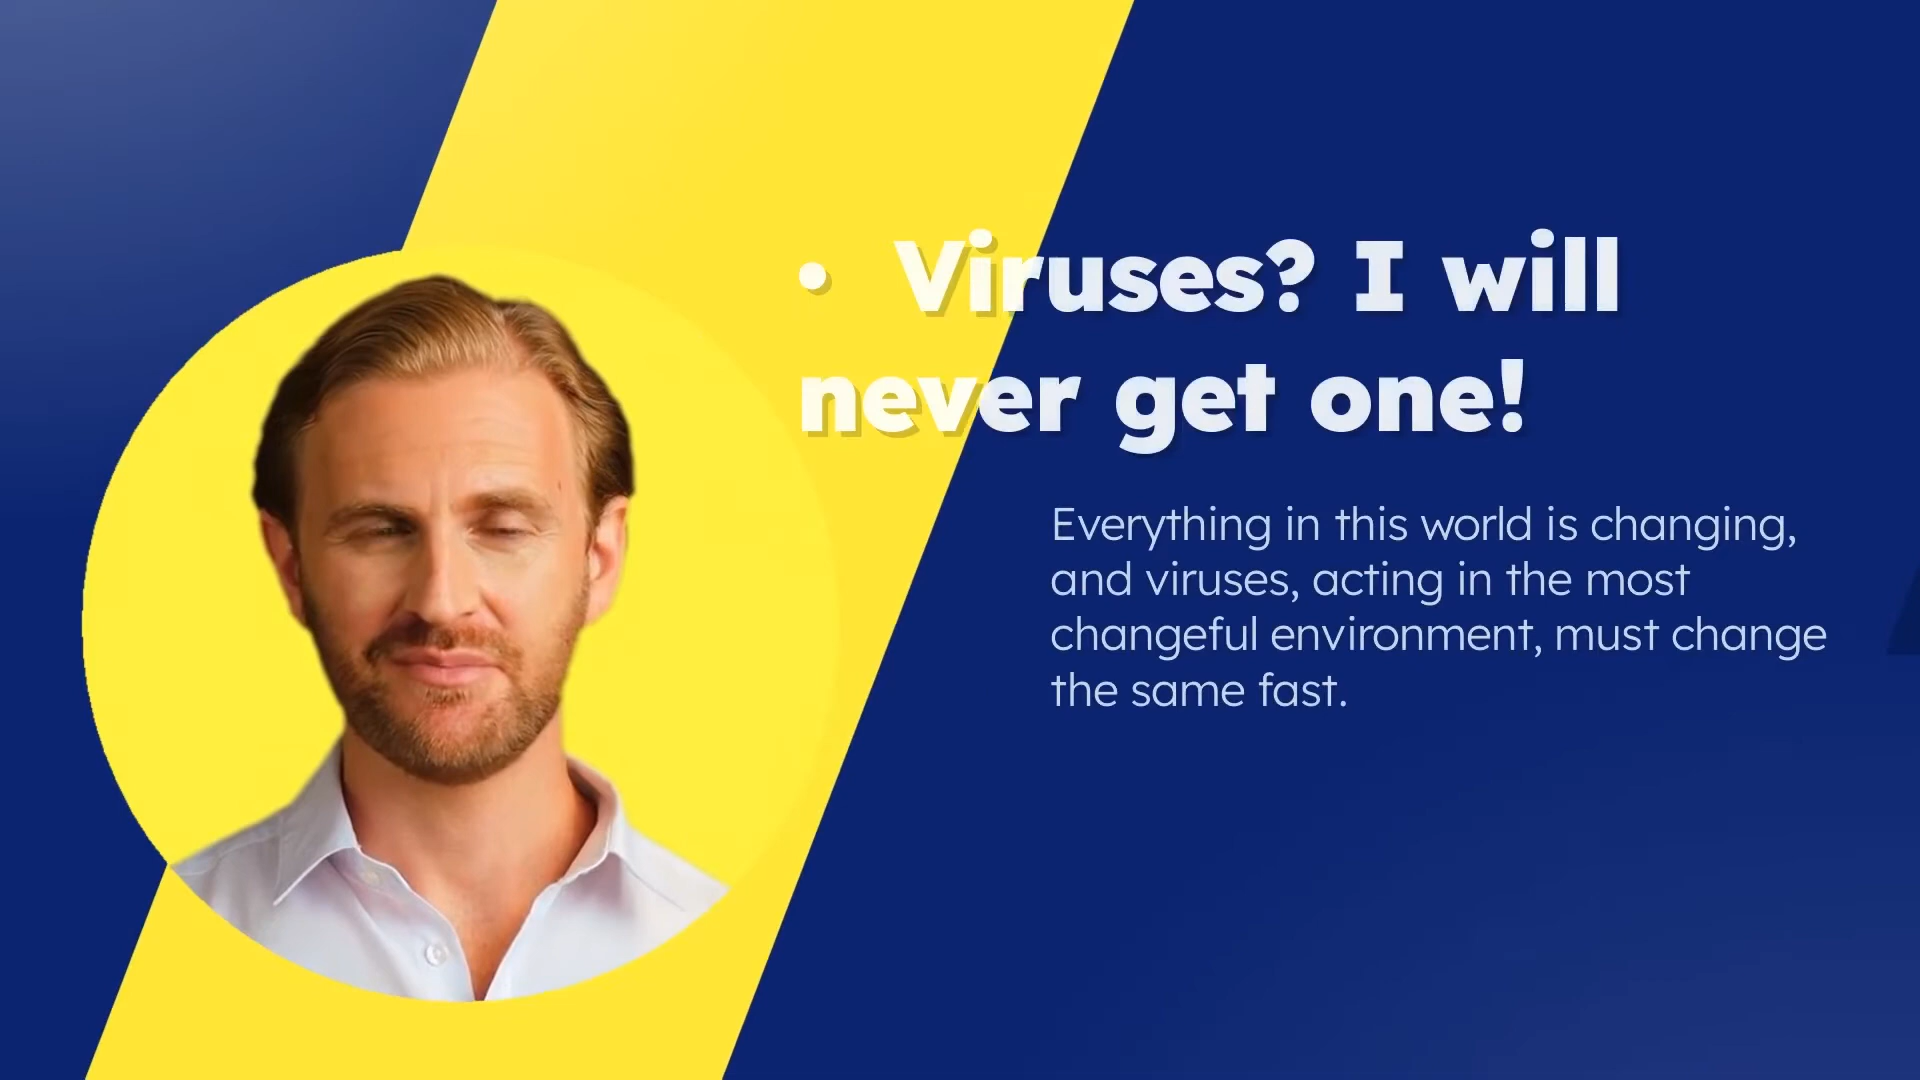 • Viruses? I will
never get one!
Everything in this world is changing,
and viruses, acting in the most
changeful environment, must change
the same fast.